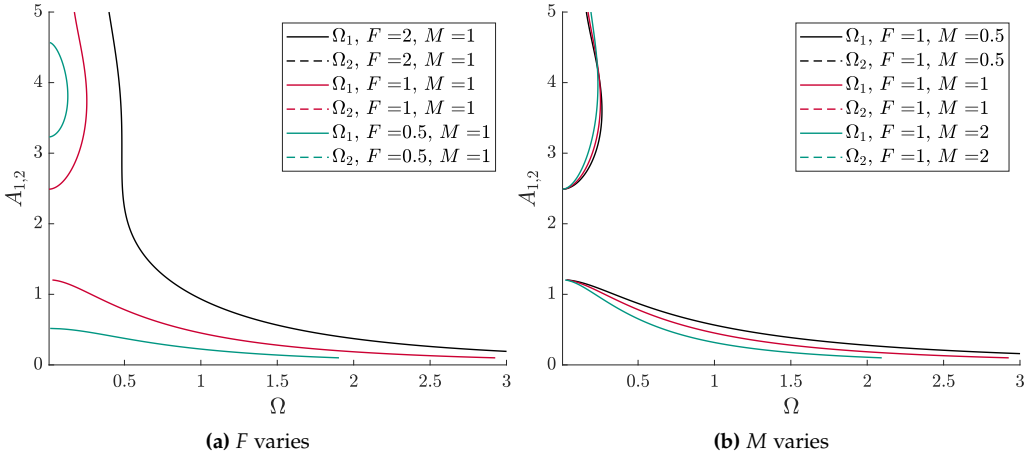 5
4
3
2
1
0
A₁,₂
0.5
1
1.5
2
2.5
3
Ω
Ω₁, F =2, M =1
Ω₂, F =2, M =1
Ω₁, F =1, M =1
Ω₂, F =1, M =1
Ω₁, F =0.5, M =1
Ω₂, F =0.5, M =1
(a) F varies
5
4
3
2
1
0
A₁,₂
0.5
1
1.5
2
2.5
3
Ω
Ω₁, F =1, M =0.5
Ω₂, F =1, M =0.5
Ω₁, F =1, M =1
Ω₂, F =1, M =1
Ω₁, F =1, M =2
Ω₂, F =1, M =2
(b) M varies